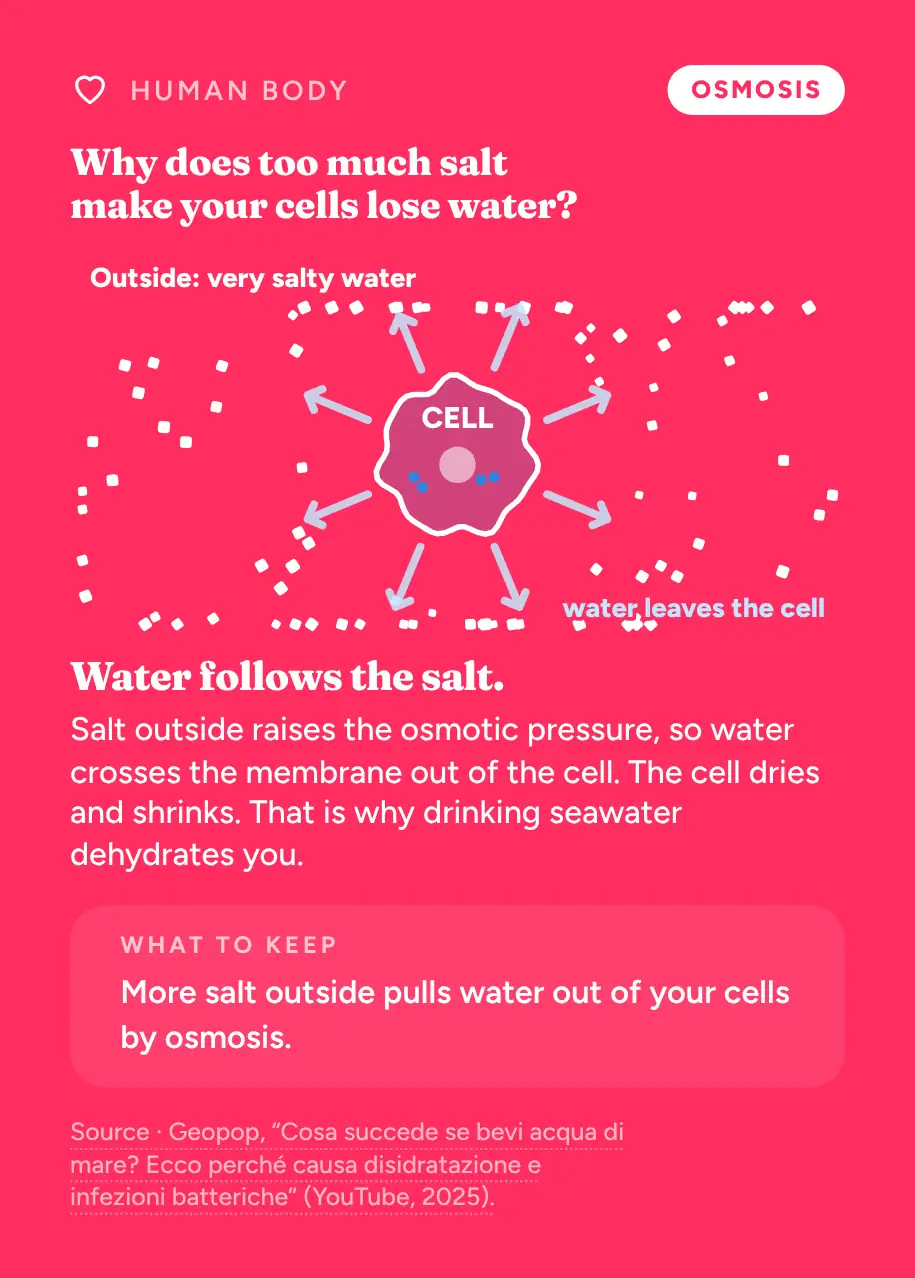 HUMAN BODY
OSMOSIS
Why does too much salt
make your cells lose water?
Outside: very salty water
CELL
water leaves the cell
Water follows the salt.
Salt outside raises the osmotic pressure, so water
crosses the membrane out of the cell. The cell dries
and shrinks. That is why drinking seawater
dehydrates you.
WHAT TO KEEP
More salt outside pulls water out of your cells
by osmosis.
Source · Geopop, “Cosa succede se bevi acqua di
mare? Ecco perché causa disidratazione e
infezioni batteriche” (YouTube, 2025).